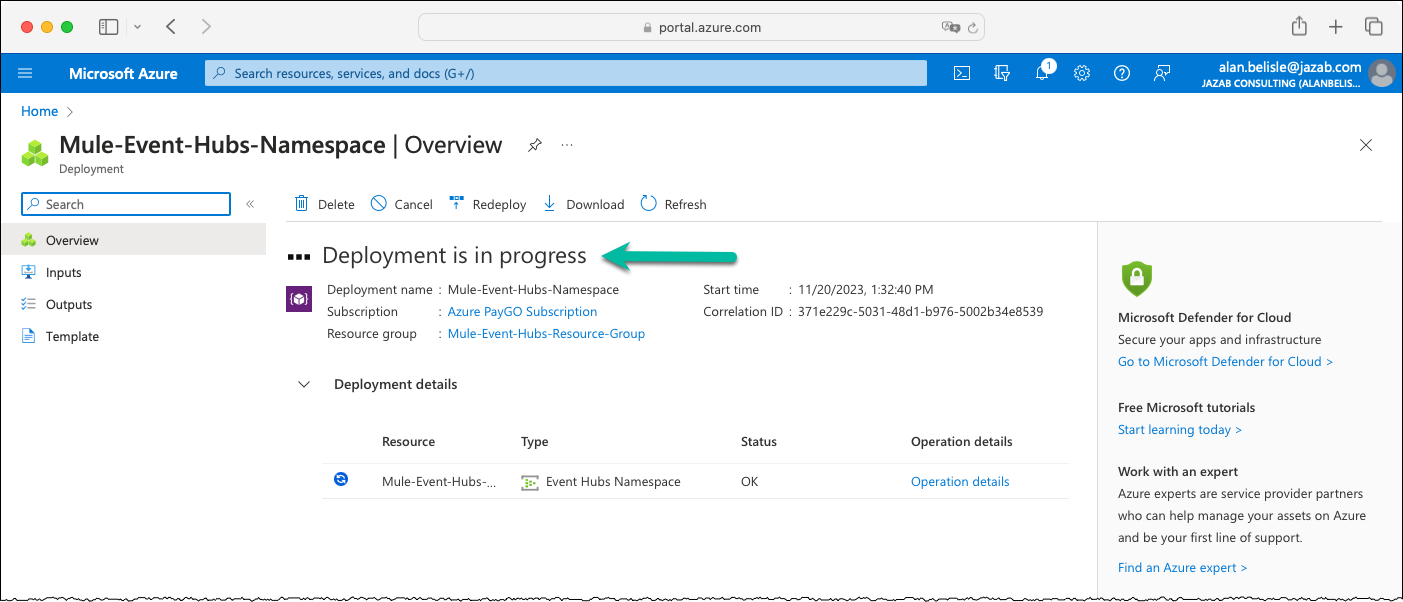 portal.azure.com
Microsoft Azure
Search resources, services, and docs (G+/)
1
alan.belisle@jazab.com
JAZAB CONSULTING (ALANBELIS...
Home
Mule-Event-Hubs-Namespace | Overview
...
Deployment
Search
«
Delete
Cancel
Redeploy
Download
Refresh
Overview
Inputs
Outputs
Template
Deployment is in progress
Deployment name : Mule-Event-Hubs-Namespace
Subscription : Azure PayGO Subscription
Resource group : Mule-Event-Hubs-Resource-Group
Start time : 11/20/2023, 1:32:40 PM
Correlation ID : 371e229c-5031-48d1-b976-5002b34e8539
Deployment details
Resource Type Status Operation details
Mule-Event-Hubs-... Event Hubs Namespace OK Operation details
Microsoft Defender for Cloud
Secure your apps and infrastructure
Go to Microsoft Defender for Cloud >
Free Microsoft tutorials
Start learning today >
Work with an expert
Azure experts are service provider partners
who can help manage your assets on Azure
and be your first line of support.
Find an Azure expert >